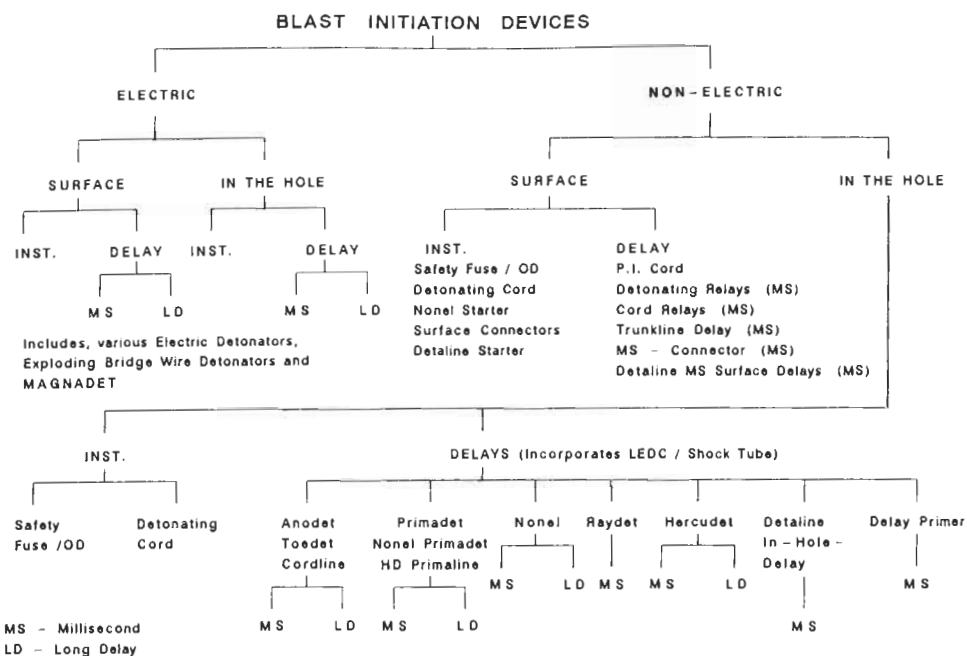 BLAST INITIATION DEVICES
ELECTRIC
NON-ELECTRIC
SURFACE
IN THE HOLE
SURFACE
IN THE HOLE
INST.
DELAY
INST.
DELAY
MS
LD
MS
LD
Includes, various Electric Detonators,
Exploding Bridge Wire Detonators and
MAGNADET
INST.
Safety Fuse / OD
Detonating Cord
Nonel Starter
Surface Connectors
Detaline Starter
DELAY
P.I. Cord
Detonating Relays (MS)
Cord Relays (MS)
Trunkline Delay (MS)
MS - Connector (MS)
Detaline MS Surface Delays (MS)
INST.
DELAYS (Incorporates LEDC / Shock Tube)
Safety
Fuse /OD
Detonating
Cord
Anodet
Toedet
Cordline
Primadet
Nonel Primadet
HD Primaline
Nonel
Raydet
Hercudet
Detaline
In-Hole-
Delay
Delay Primer
MS
LD
MS
LD
MS
LD
MS
MS
LD
MS
MS
MS - Millisecond
LD - Long Delay